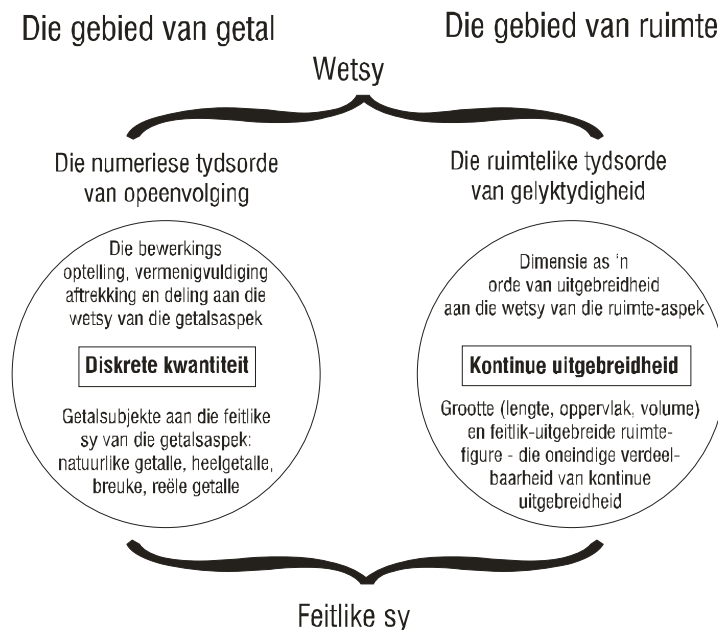 Die gebied van getal
Die gebied van ruimte
Wetsy
Die numeriese tydsorde
van opeenvolging
Die ruimtelike tydsorde
van gelyktydigheid
Die bewerkings
optelling, vermenigvuldiging
aftrekking en deling aan die
wetsy van die getalsaspek
Diskrete kwantiteit
Getalsubjekte aan die feitlike
sy van die getalsaspek:
natuurlike getalle, heelgetalle,
breuke, reële getalle
Dimensie as ‘n
orde van uitgebreidheid
aan die wetsy van die ruimte-aspek
Kontinue uitgebreidheid
Grootte (lengte, oppervlak, volume)
en feitlik-uitgebreide ruimte-
figure - die oneindige verdeel-
baarheid van kontinue
uitgebreidheid
Feitlike sy